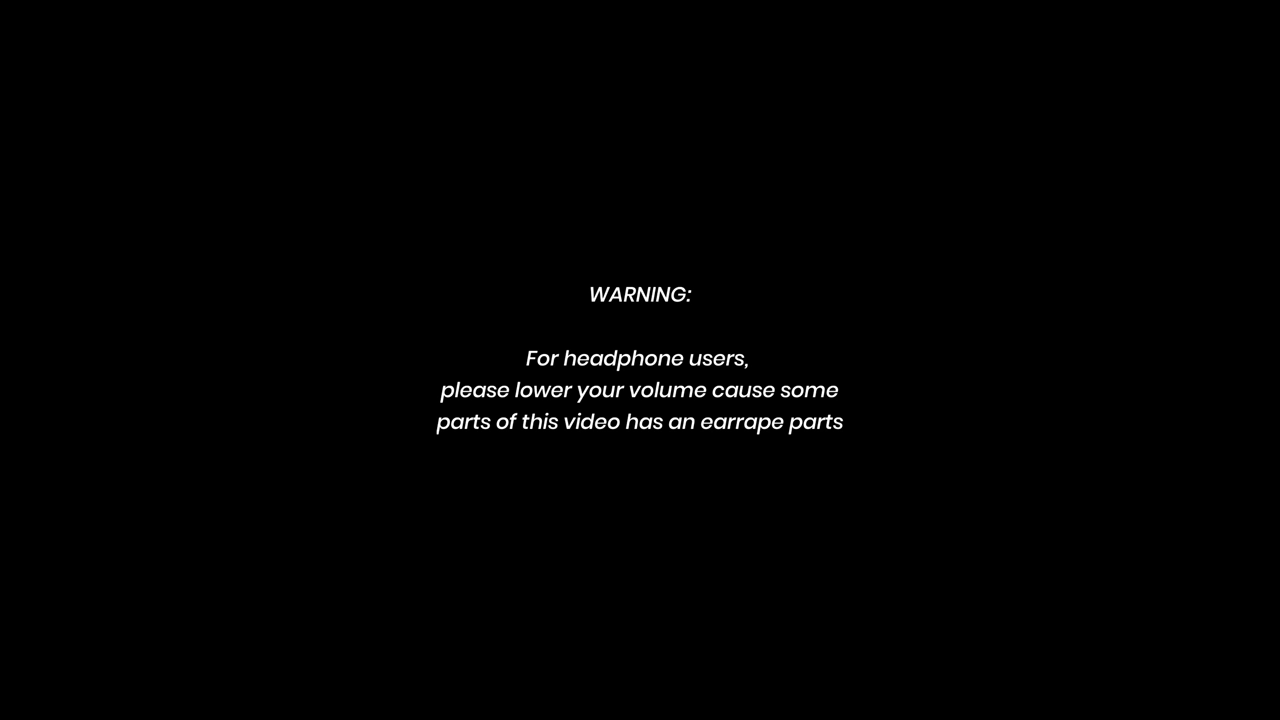 WARNING:
For headphone users,
please lower your volume cause some
parts of this video has an earrape parts